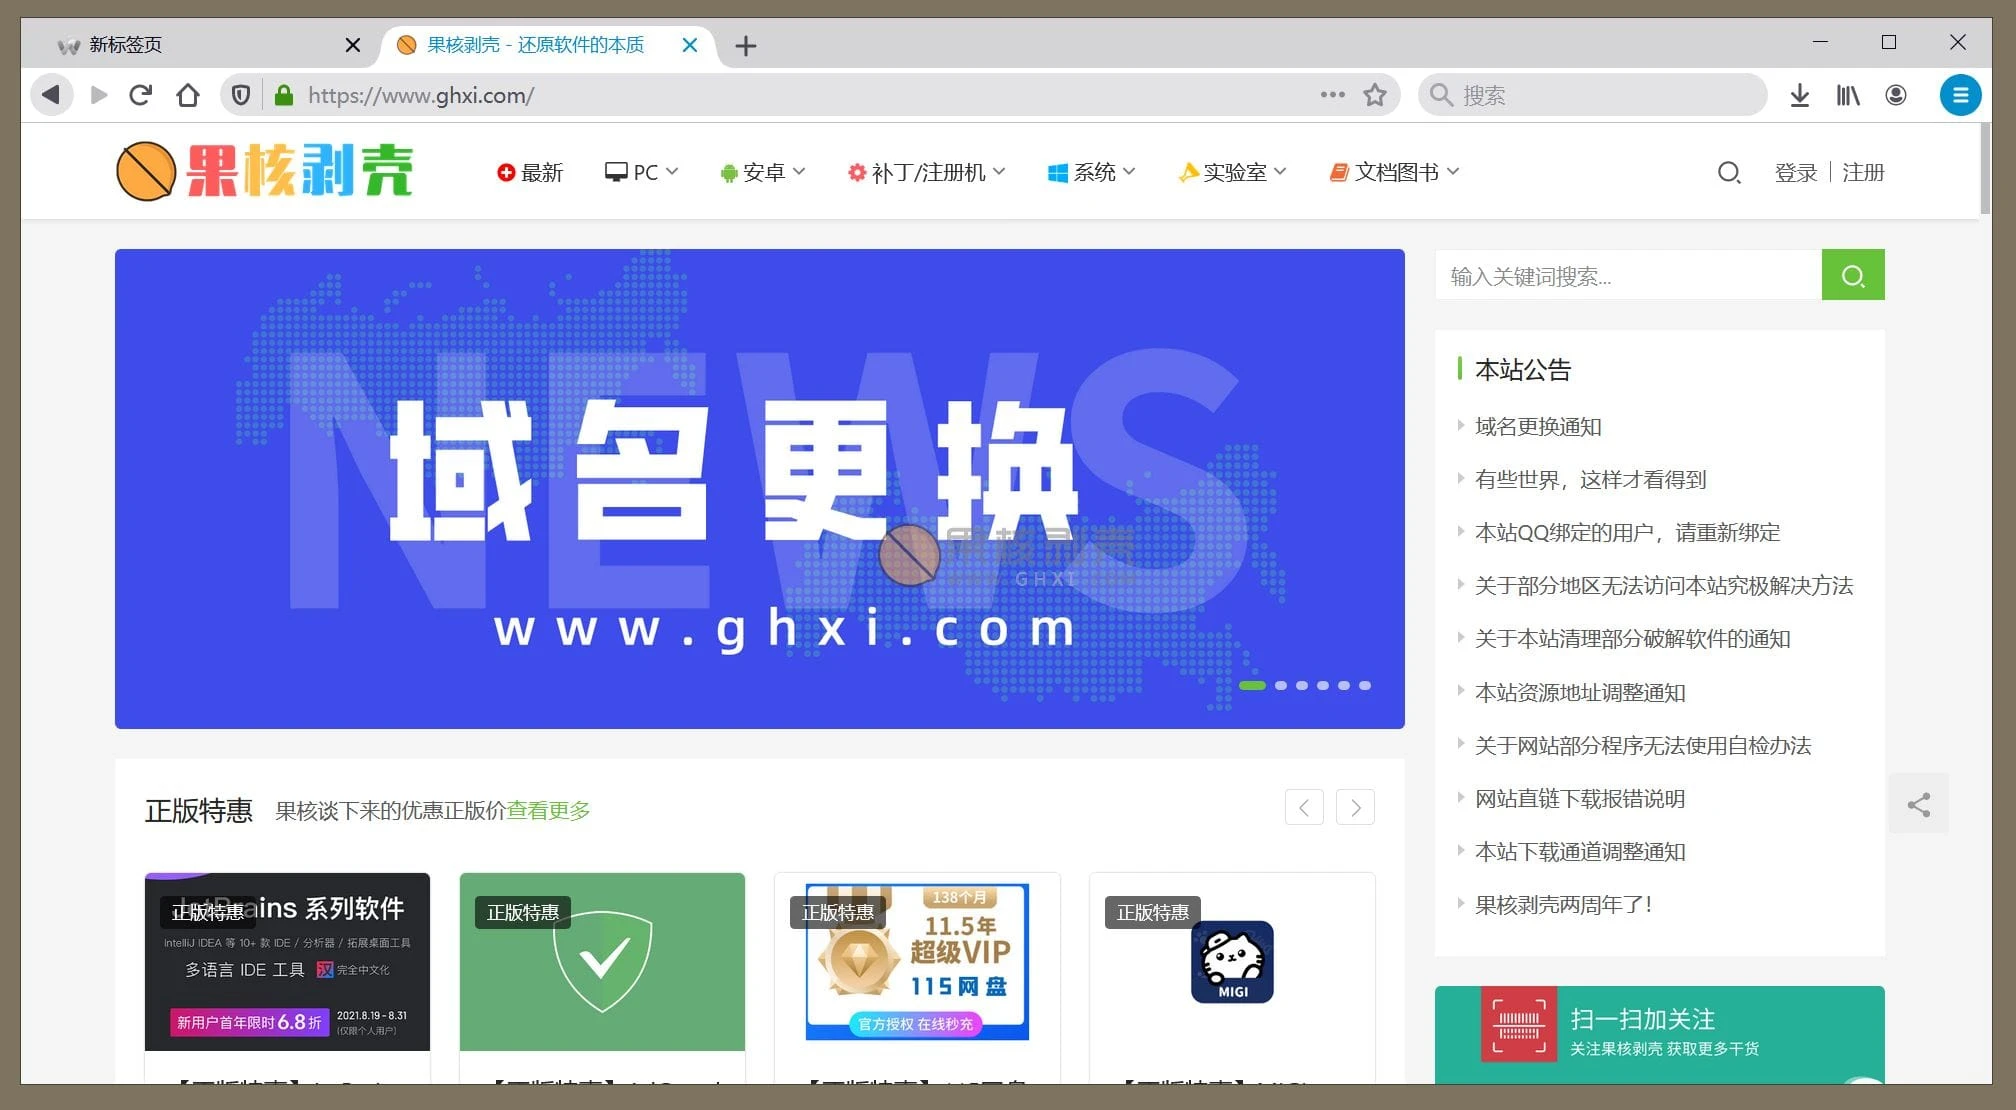 新标签页
果核剥壳 - 还原软件的本质
https://www.ghxi.com/
搜索
果核剥壳
最新
PC
安卓
补丁/注册机
系统
实验室
文档图书
登录
注册
NEWS
域名更换
GHXI
www.ghxi.com
输入关键词搜索...
本站公告
域名更换通知
有些世界，这样才看得到
本站QQ绑定的用户，请重新绑定
关于部分地区无法访问本站究极解决方法
关于本站清理部分破解软件的通知
本站资源地址调整通知
关于网站部分程序无法使用自检办法
网站直链下载报错说明
本站下载通道调整通知
果核剥壳两周年了！
正版特惠
果核谈下来的优惠正版价查看更多
正版特惠
JetBrains 系列软件
IntelliJ IDEA 等 10+ 款 IDE / 分析器 / 拓展桌面工具
多语言 IDE 工具 汉 完全中文化
新用户首年限时6.8折
2021.8.19 - 8.31
(仅限个人用户)
正版特惠
正版特惠
138个月
11.5年
超级VIP
115网盘
官方授权 在线秒充
正版特惠
MIGI
扫一扫加关注
关注果核剥壳 获取更多干货